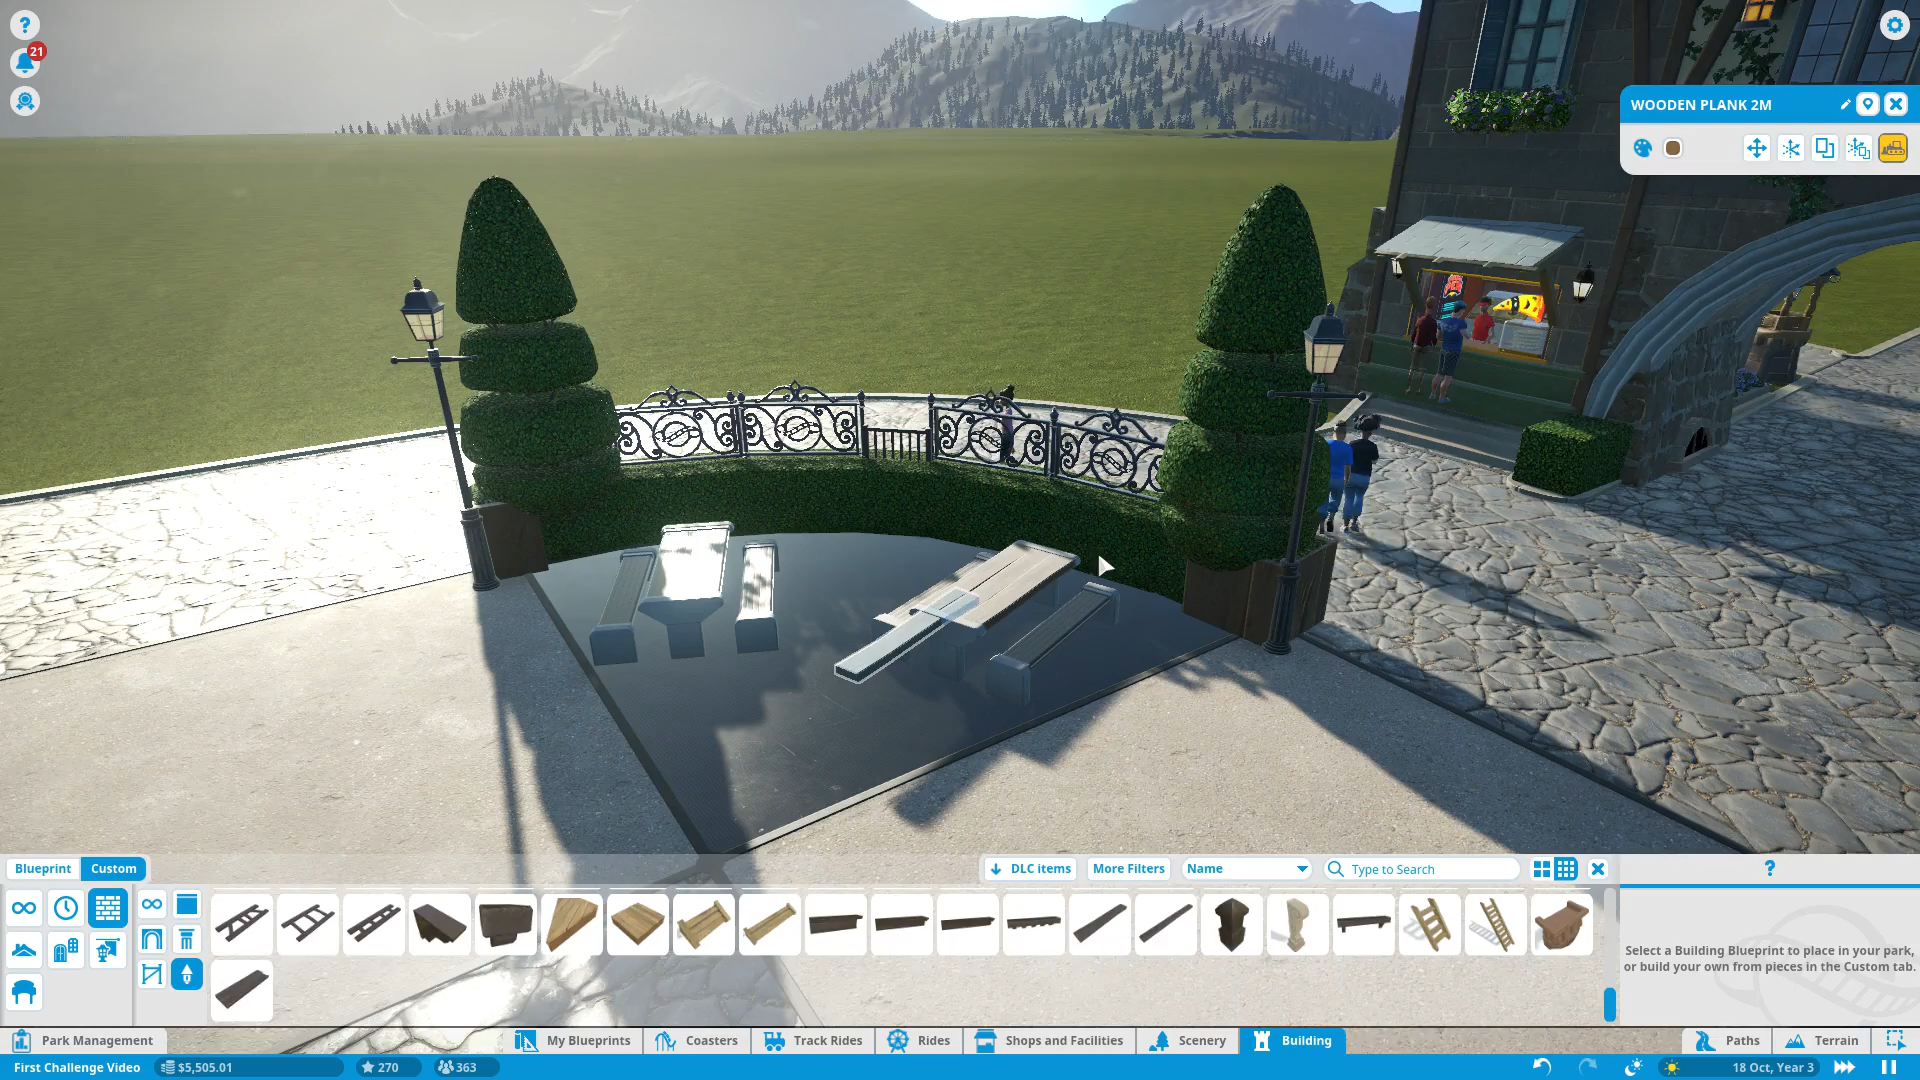 21
WOODEN PLANK 2M
Blueprint
Custom
DLC items
More Filters
Name
Type to Search
?
Select a Building Blueprint to place in your park,
or build your own from pieces in the Custom tab.
Park Management
My Blueprints
Coasters
Track Rides
Rides
Shops and Facilities
Scenery
Building
Paths
Terrain
First Challenge Video
$5,505.01
270
363
18 Oct, Year 3